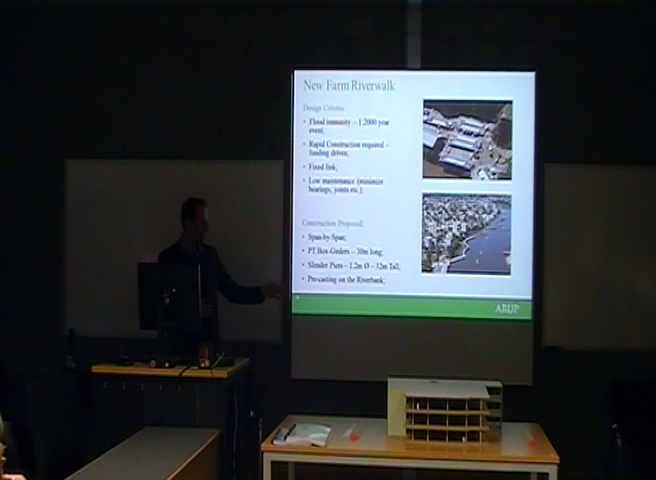 New Farm Riverwalk
Design Criteria:
• Flood immunity – 1:2000 year
event;
• Rapid Construction required –
funding driven;
• Fixed link;
• Low maintenance (minimize
bearings, joints etc.);
Construction Proposed:
• Span-by-Span;
• PT Box-Girders – 30m long;
• Slender Piers – 1.2m Ø – 32m Tall;
• Pre-casting on the Riverbank;
ARUP